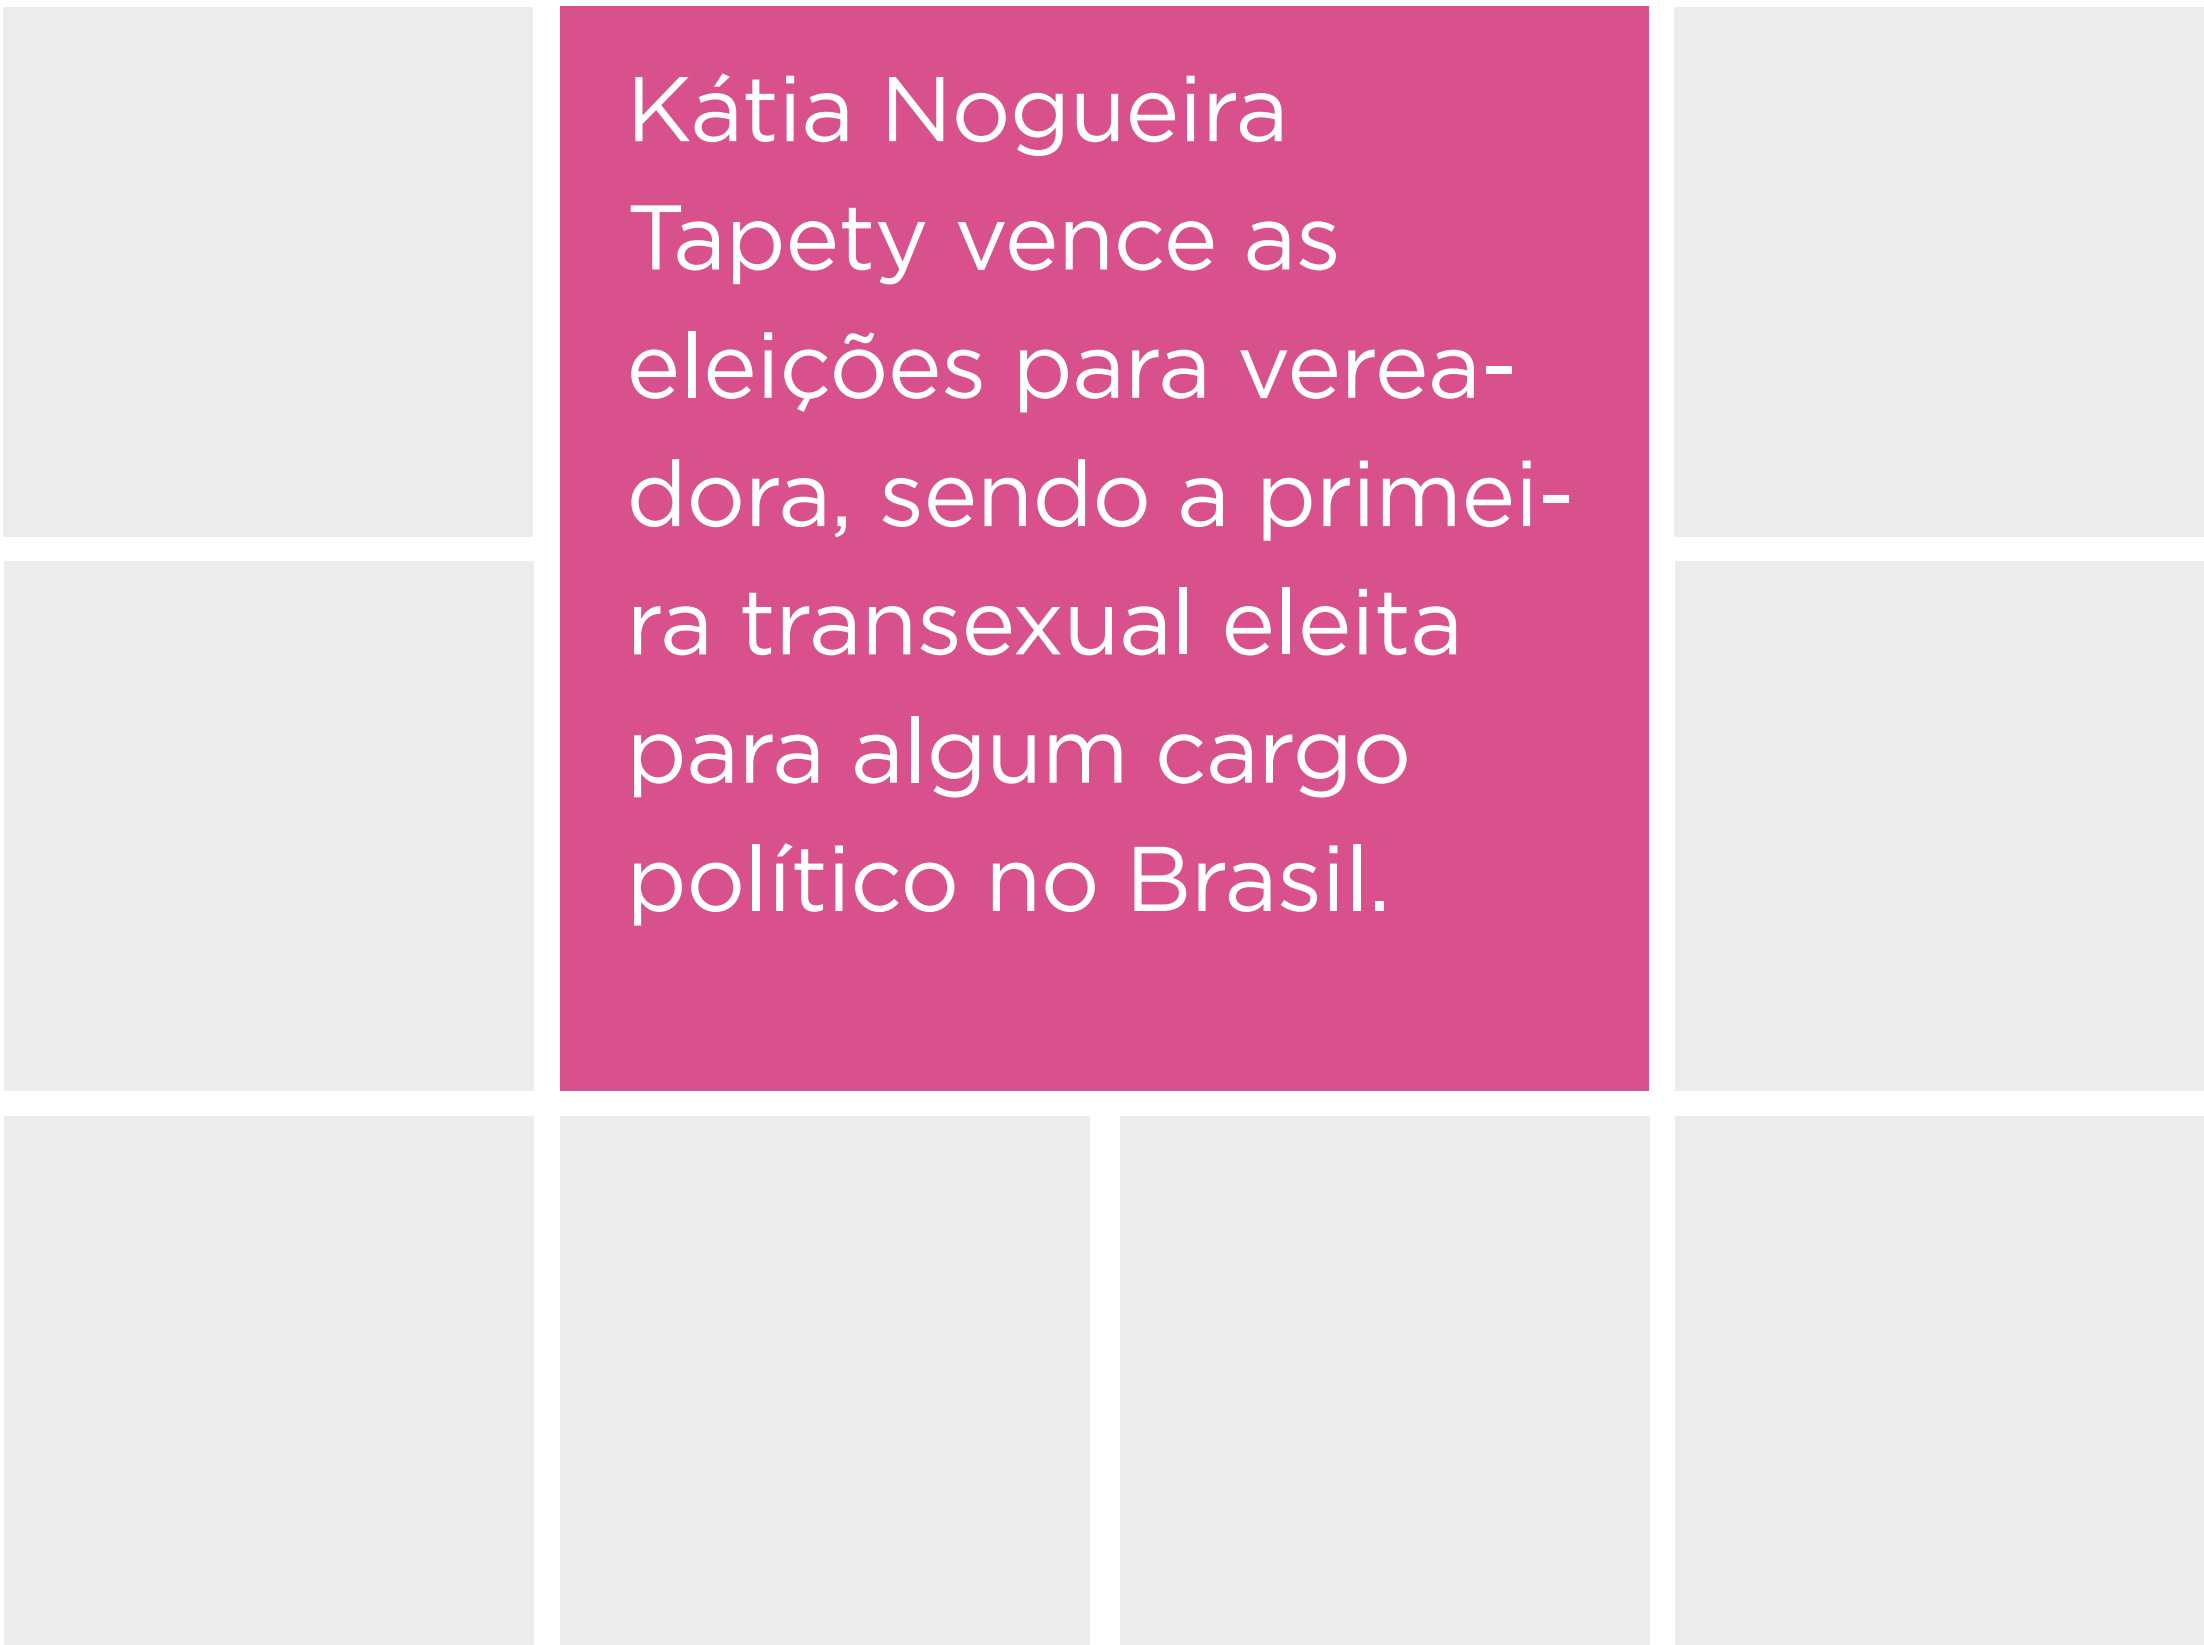 Kátia Nogueira
Tapety vence as
eleições para verea-
dora, sendo a primei-
ra transexual eleita
para algum cargo
político no Brasil.